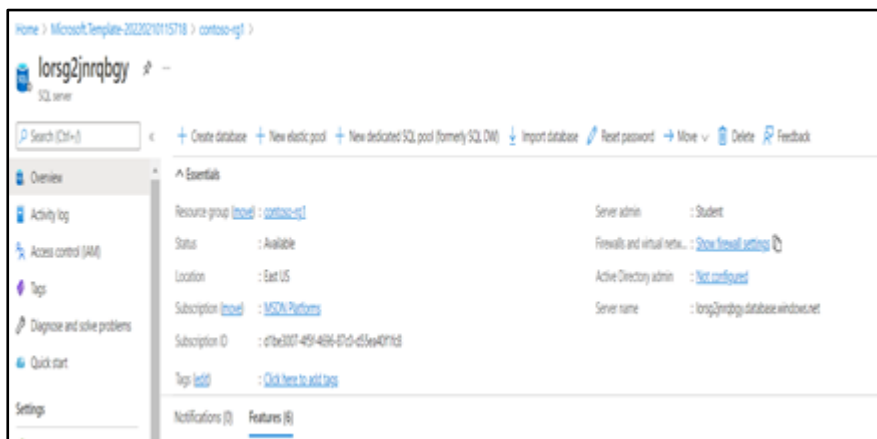 Home > Microsoft.Template-20220210115718 > contoso-rg1 >
lorsg2jnrqbgy
SQL server
Search (Ctrl+/)
Create database New elastic pool New dedicated SQL pool (formerly SQL DW) Import database Reset password Move Delete Feedback
Overview
Activity log
Access control (IAM)
Tags
Diagnose and solve problems
Quick start
Settings
Essentials
Resource group (move) : contoso-rg1
Status : Available
Location : East US
Subscription (move) : MSDN Platforms
Subscription ID :
Tags (edit) : Click here to add tags
Server admin : Student
Firewalls and virtual netw... : Show firewall settings
Active Directory admin : Not configured
Server name : lorsg2jnrqbgy.database.windows.net
Notifications (0) Features (6)